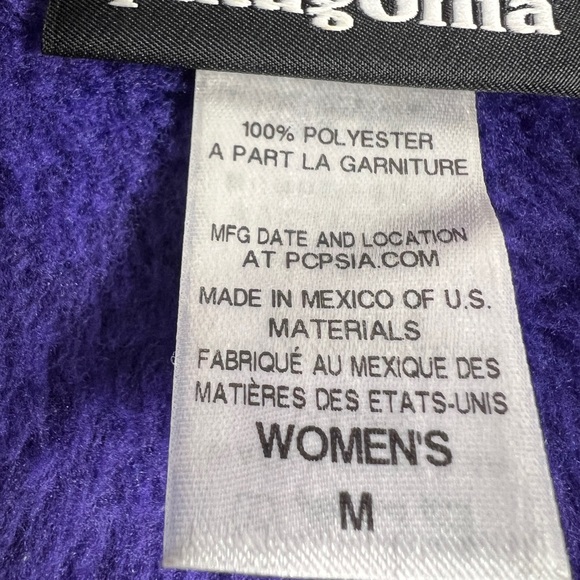 Patagonia
100% POLYESTER
A PART LA GARNITURE
MFG DATE AND LOCATION
AT PCPSIA.COM
MADE IN MEXICO OF U.S.
MATERIALS
FABRIQUÉ AU MEXIQUE DES
MATIÈRES DES ETATS-UNIS
WOMEN'S
M